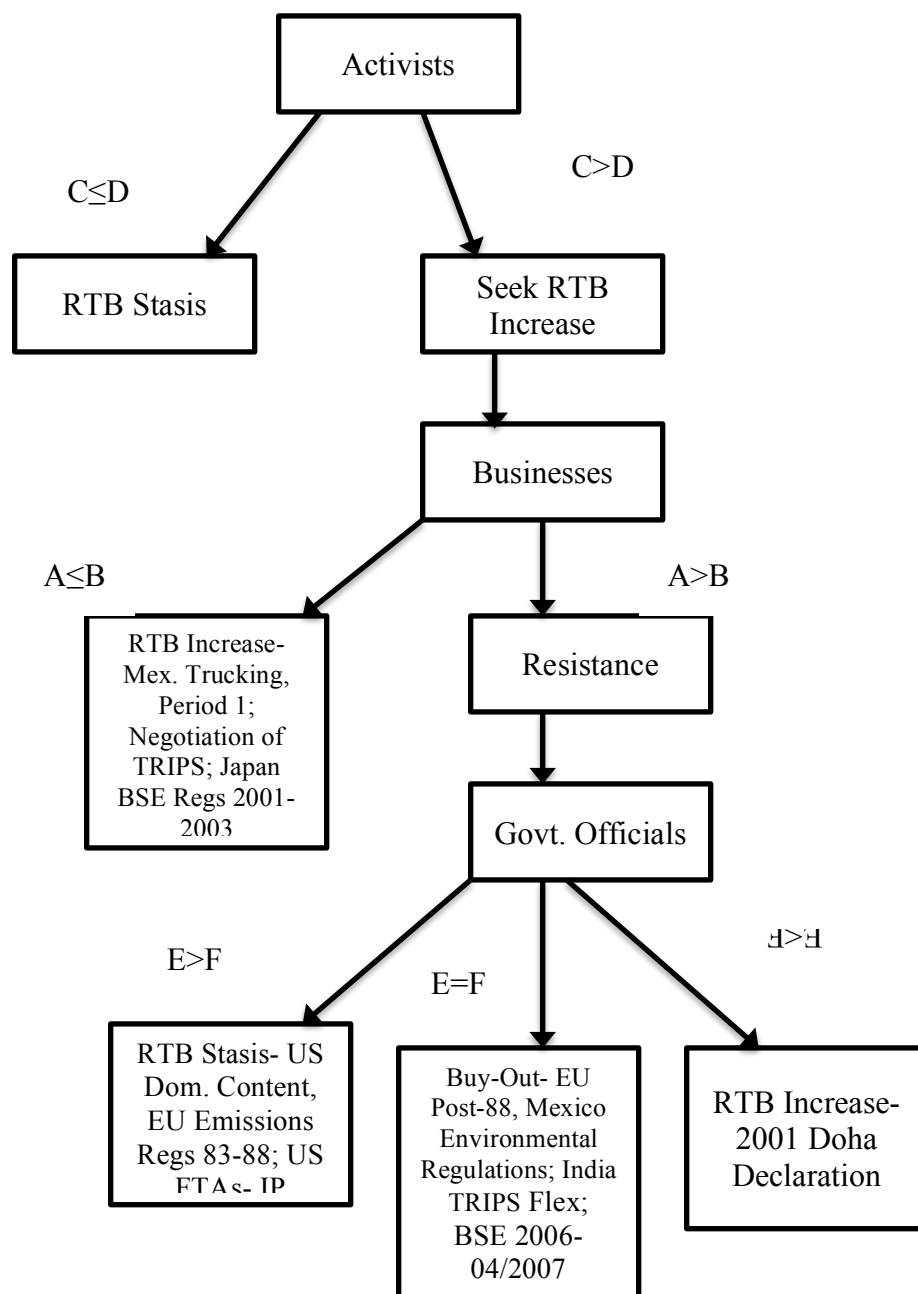 Activists
C≤D
C>D
RTB Stasis
Seek RTB
Increase
Businesses
A≤B
A>B
RTB Increase-
Mex. Trucking,
Period 1;
Negotiation of
TRIPS; Japan
BSE Regs 2001-
2003
Resistance
Govt. Officials
E>F
E=F
RTB Stasis- US
Dom. Content,
EU Emissions
Regs 83-88; US
FTAs- IP
Buy-Out- EU
Post-88, Mexico
Environmental
Regulations; India
TRIPS Flex;
BSE 2006-
04/2007
RTB Increase-
2001 Doha
Declaration